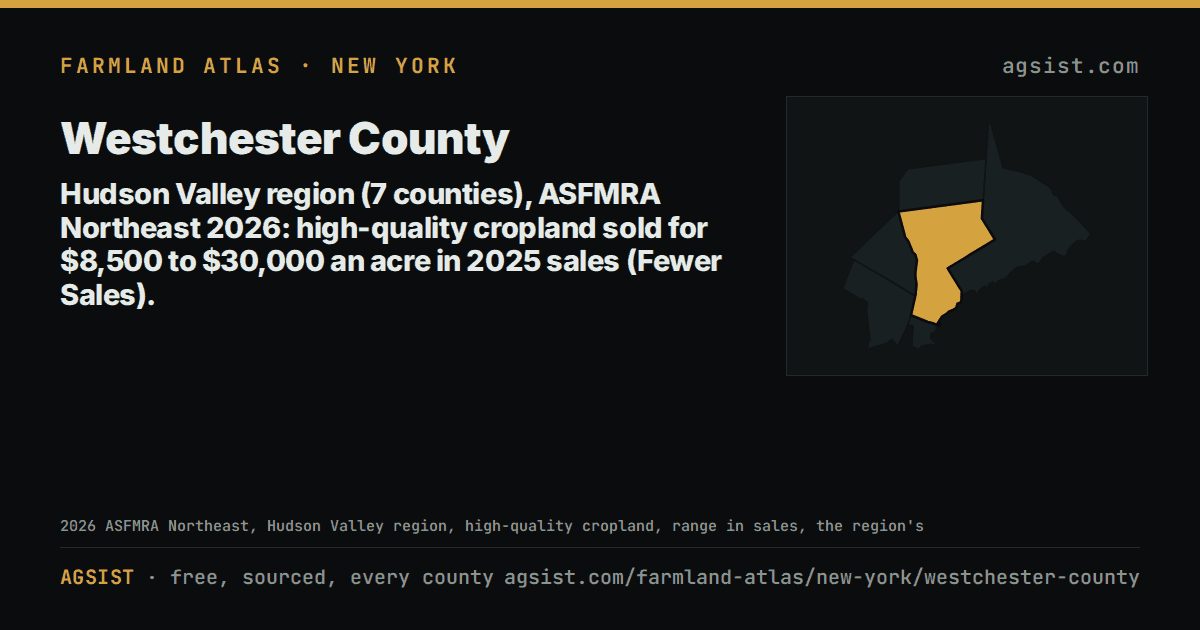 FARMLAND ATLAS · NEW YORK
agsist.com
Westchester County
Hudson Valley region (7 counties), ASFMRA
Northeast 2026: high-quality cropland sold for
$8,500 to $30,000 an acre in 2025 sales (Fewer
Sales).
2026 ASFMRA Northeast, Hudson Valley region, high-quality cropland, range in sales, the region's
AGSIST · free, sourced, every county agsist.com/farmland-atlas/new-york/westchester-county